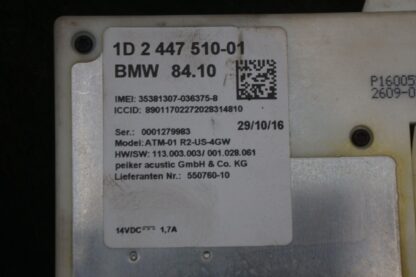 1D 2 447 510-01
BMW 84.10
IMEI: 35381307-036375-8
ICCID: 89011702272028314810
29/10/16
Ser.: 0001279983
Model: ATM-01 R2-US-4GW
HW/SW: 113.003.003/ 001.028.061
peiker acustic GmbH & Co. KG
Lieferanten Nr.: 550760-10
14VDC 1,7A
P16005
2609-0